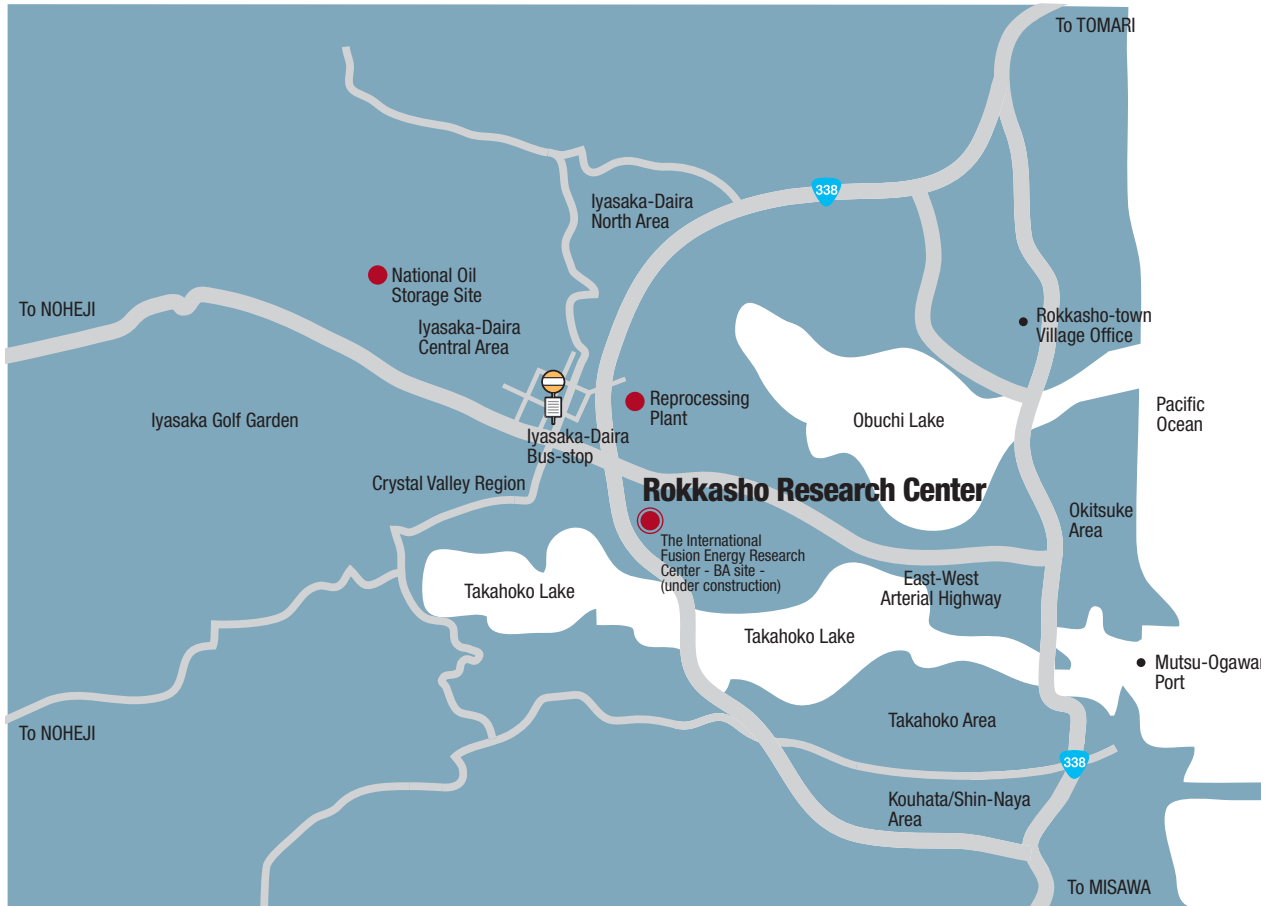 To TOMARI
338
Iyasaka-Daira
North Area
National Oil
Storage Site
To NOHEJI
Iyasaka-Daira
Central Area
Rokkasho-town
Village Office
Reprocessing
Plant
Pacific
Ocean
Iyasaka Golf Garden
Obuchi Lake
Iyasaka-Daira
Bus-stop
Crystal Valley Region
Rokkasho Research Center
Okitsuke
Area
The International
Fusion Energy Research
Center - BA site -
(under construction)
East-West
Arterial Highway
Takahoko Lake
Takahoko Lake
Mutsu-Ogawar
Port
Takahoko Area
To NOHEJI
338
Kouhata/Shin-Naya
Area
To MISAWA